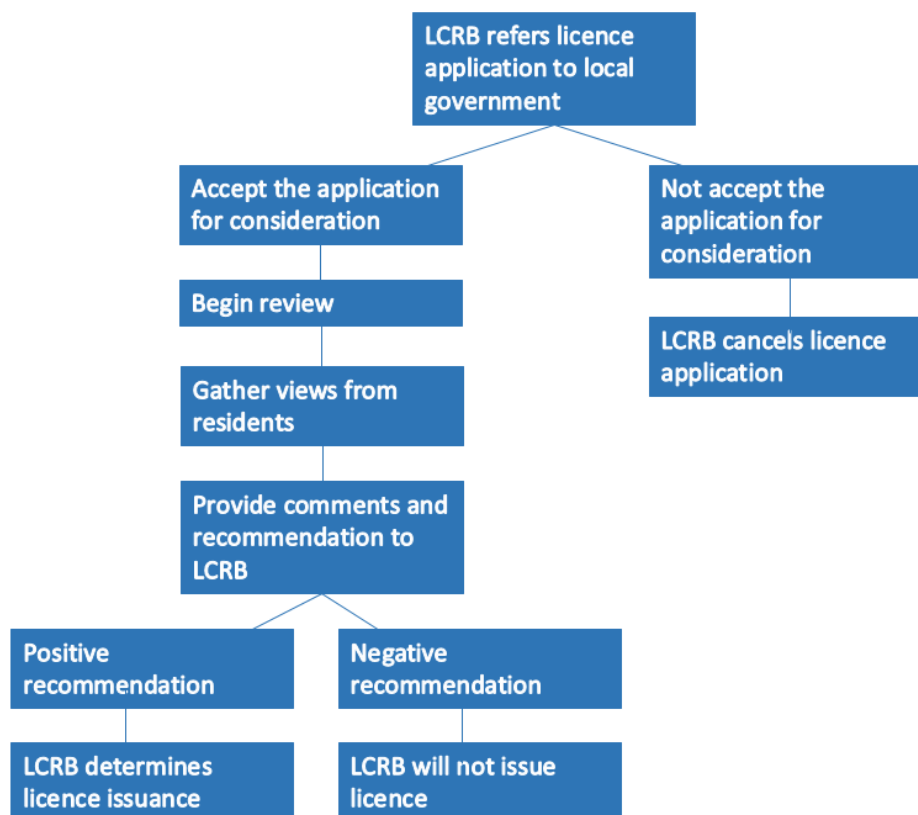 LCRB refers licence
application to local
government
Accept the application
for consideration
Not accept the
application for
consideration
Begin review
LCRB cancels licence
application
Gather views from
residents
Provide comments and
recommendation to
LCRB
Positive
recommendation
Negative
recommendation
LCRB determines
licence issuance
LCRB will not issue
licence